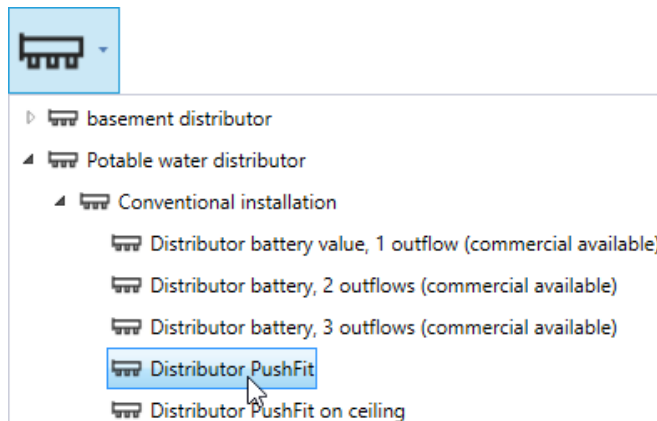 basement distributor
Potable water distributor
Conventional installation
Distributor battery value, 1 outflow (commercial available)
Distributor battery, 2 outflows (commercial available)
Distributor battery, 3 outflows (commercial available)
Distributor PushFit
Distributor PushFit on ceiling